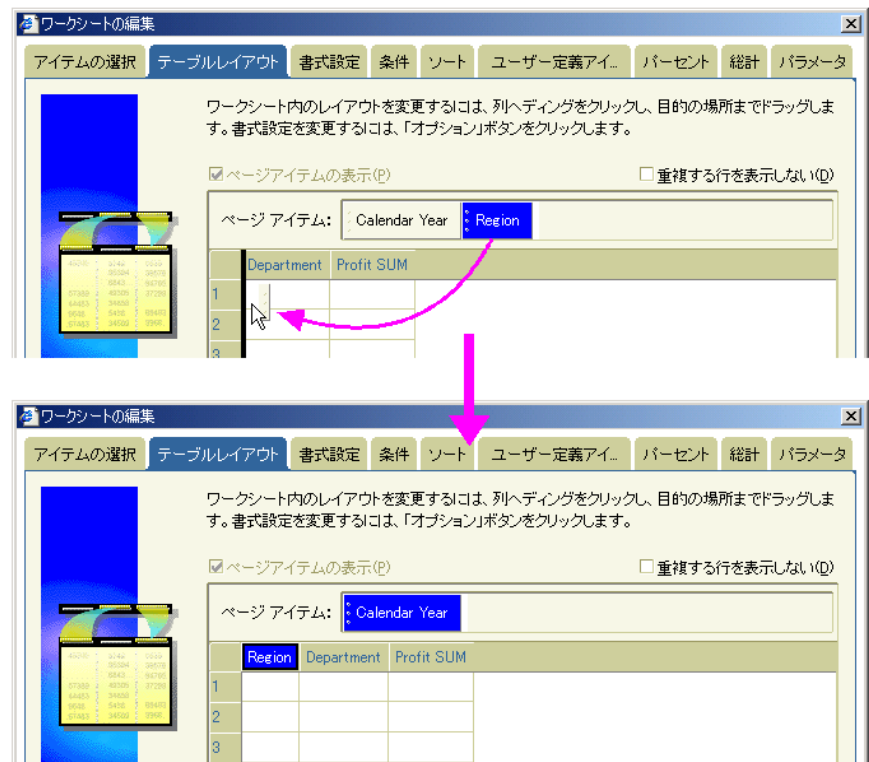 ワークシートの編集
アイテムの選択 テーブルレイアウト 書式設定 条件 ソート ユーザー定義アイ... パーセント 総計 パラメータ
ワークシート内のレイアウトを変更するには、列ヘディングをクリックし、目的の場所までドラッグしま
す。書式設定を変更するには、「オプション」ボタンをクリックします。
ページアイテムの表示(P) 重複する行を表示しない(D)
ページ アイテム: Calendar Year Region
Department Profit SUM
1
2
3
ワークシートの編集
アイテムの選択 テーブルレイアウト 書式設定 条件 ソート ユーザー定義アイ... パーセント 総計 パラメータ
ワークシート内のレイアウトを変更するには、列ヘディングをクリックし、目的の場所までドラッグしま
す。書式設定を変更するには、「オプション」ボタンをクリックします。
ページアイテムの表示(P) 重複する行を表示しない(D)
ページ アイテム: Calendar Year
Region Department Profit SUM
1
2
3